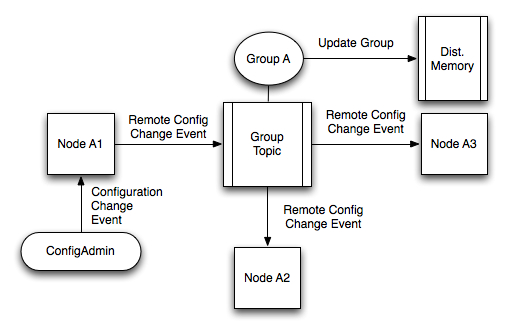 Update Group
Group A
Dist.
Memory
Remote Config
Change Event
Remote Config
Change Event
Node A1
Group
Topic
Node A3
Configuration
Change
Event
Remote Config
Change Event
ConfigAdmin
Node A2